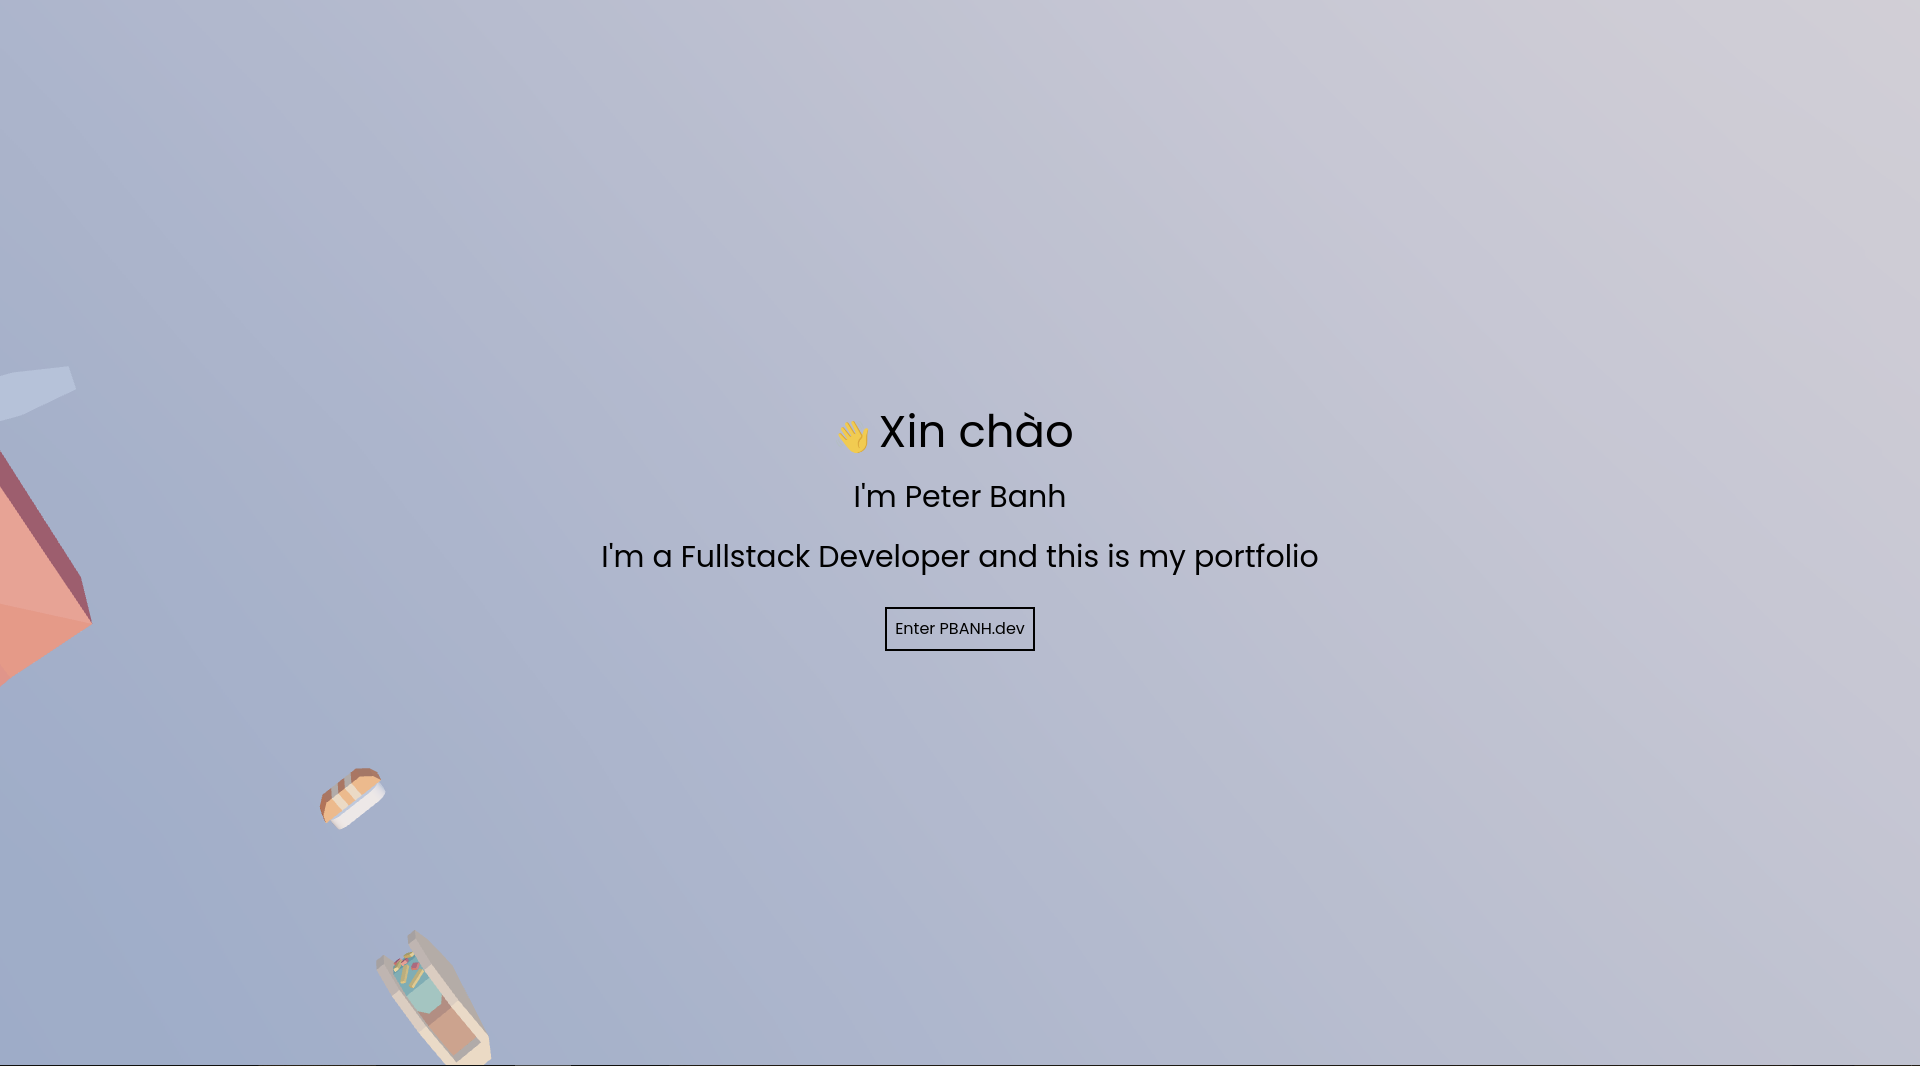 👋 Xin chào
I'm Peter Banh
I'm a Fullstack Developer and this is my portfolio
Enter PBANH.dev